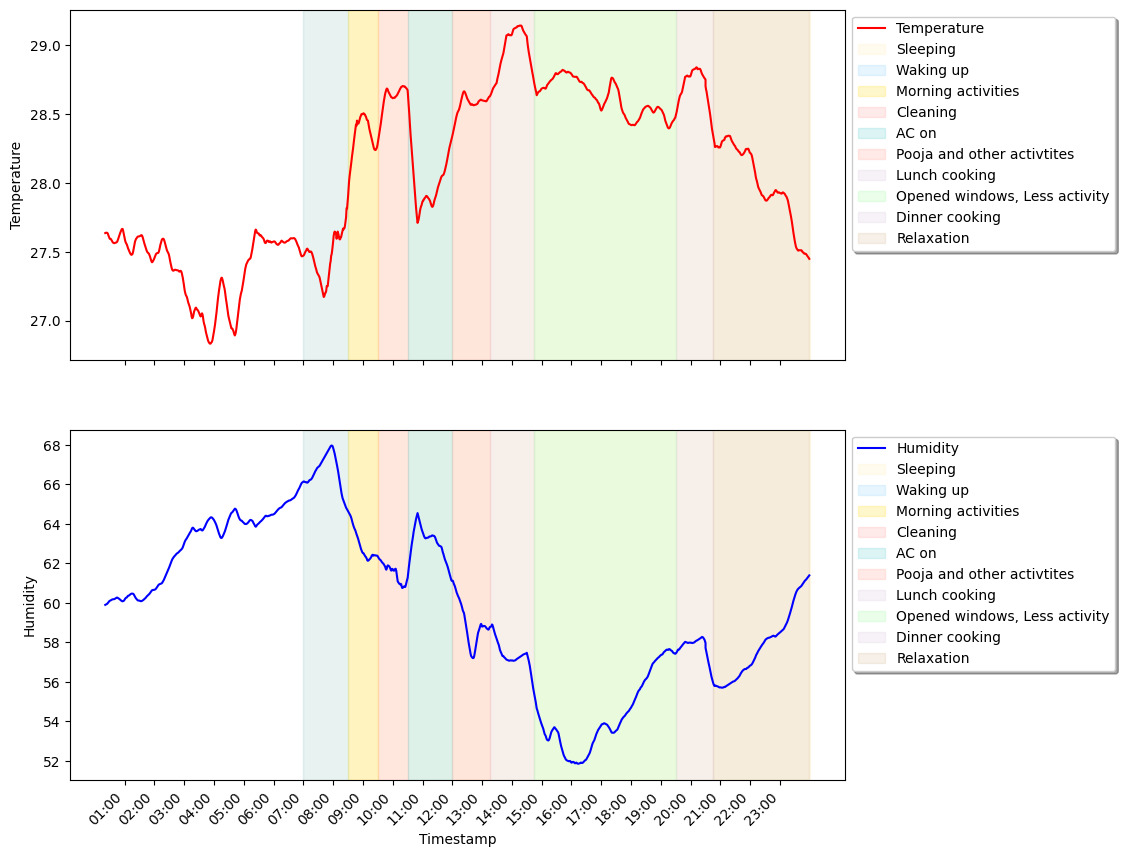 29.0
28.5
28.0
27.5
27.0
Temperature
Temperature
Sleeping
Waking up
Morning activities
Cleaning
AC on
Pooja and other activtites
Lunch cooking
Opened windows, Less activity
Dinner cooking
Relaxation
68
66
64
62
60
58
56
54
52
Humidity
Humidity
Sleeping
Waking up
Morning activities
Cleaning
AC on
Pooja and other activtites
Lunch cooking
Opened windows, Less activity
Dinner cooking
Relaxation
01:00 02:00 03:00 04:00 05:00 06:00 07:00 08:00 09:00 10:00 11:00 12:00 13:00 14:00 15:00 16:00 17:00 18:00 19:00 20:00 21:00 22:00 23:00
Timestamp